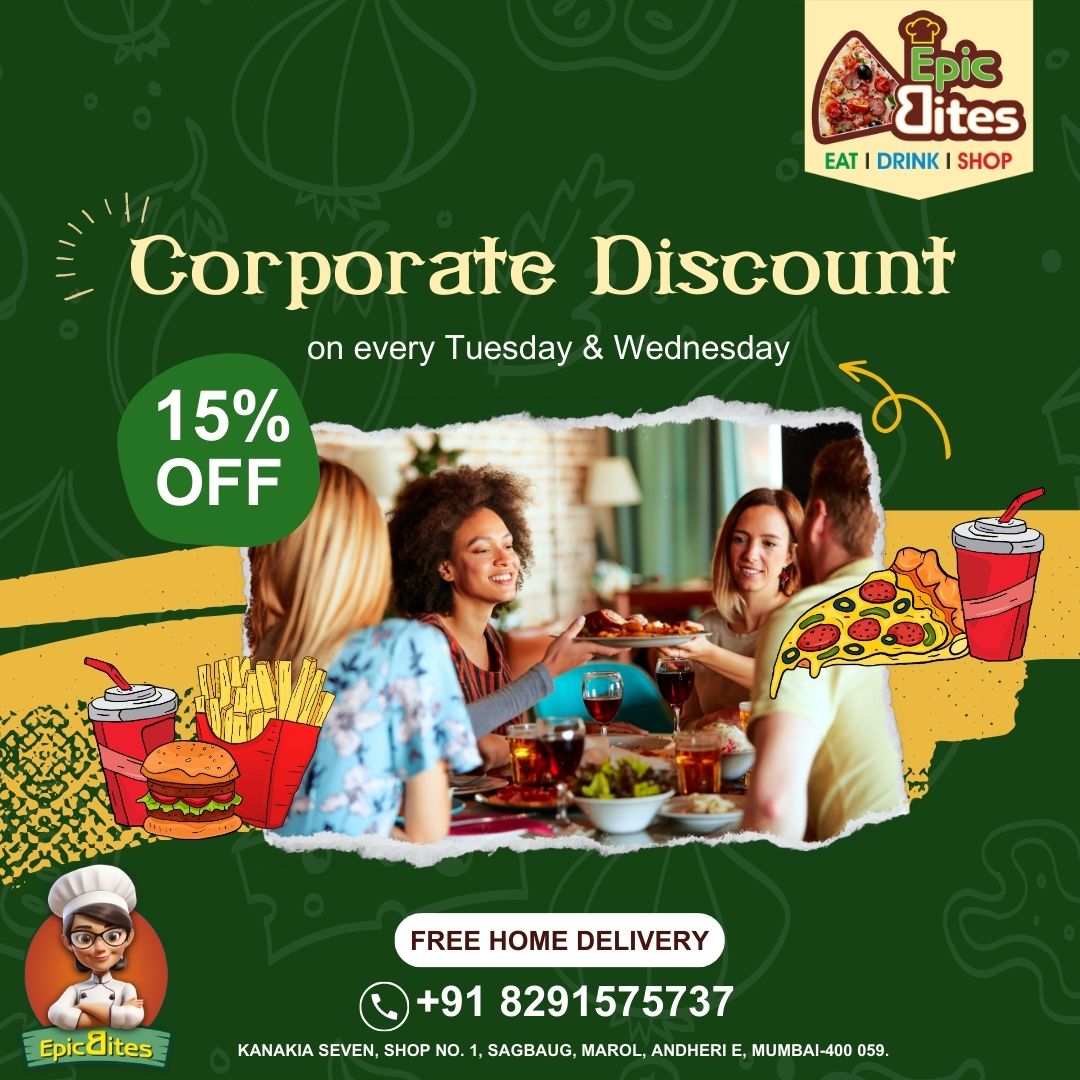 Epic
Bites
EAT | DRINK | SHOP
Corporate Discount
on every Tuesday & Wednesday
15%
OFF
FREE HOME DELIVERY
+91 8291575737
EpicBites
KANAKIA SEVEN, SHOP NO. 1, SAGBAUG, MAROL, ANDHERI E, MUMBAI-400 059.